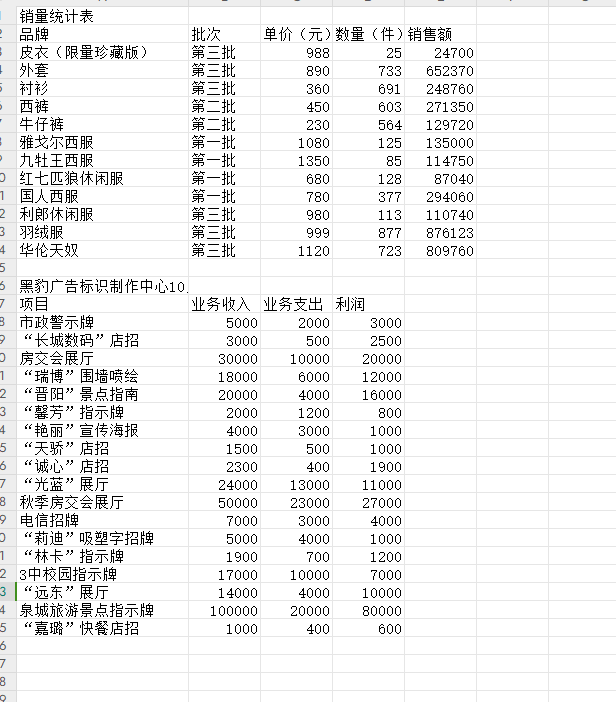 销量统计表
品牌 批次 单价（元） 数量（件） 销售额
皮衣（限量珍藏版） 第三批 988 25 24700
外套 第三批 890 733 652370
衬衫 第三批 360 691 248760
西裤 第二批 450 603 271350
牛仔裤 第二批 230 564 129720
雅戈尔西服 第一批 1080 125 135000
九牡王西服 第一批 1350 85 114750
红七匹狼休闲服 第一批 680 128 87040
国人西服 第一批 780 377 294060
利郎休闲服 第三批 980 113 110740
羽绒服 第三批 999 877 876123
华伦天奴 第三批 1120 723 809760
黑豹广告标识制作中心10
项目 业务收入 业务支出 利润
市政警示牌 5000 2000 3000
“长城数码”店招 3000 500 2500
房交会展厅 30000 10000 20000
“瑞博”围墙喷绘 18000 6000 12000
“晋阳”景点指南 20000 4000 16000
“馨芳”指示牌 2000 1200 800
“艳丽”宣传海报 4000 3000 1000
“天骄”店招 1500 500 1000
“诚心”店招 2300 400 1900
“光蓝”展厅 24000 13000 11000
秋季房交会展厅 50000 23000 27000
电信招牌 7000 3000 4000
“莉迪”吸塑字招牌 5000 4000 1000
“林卡”指示牌 1900 700 1200
3中校园指示牌 17000 10000 7000
“远东”展厅 14000 4000 10000
泉城旅游景点指示牌 100000 20000 80000
“嘉璐”快餐店招 1000 400 600